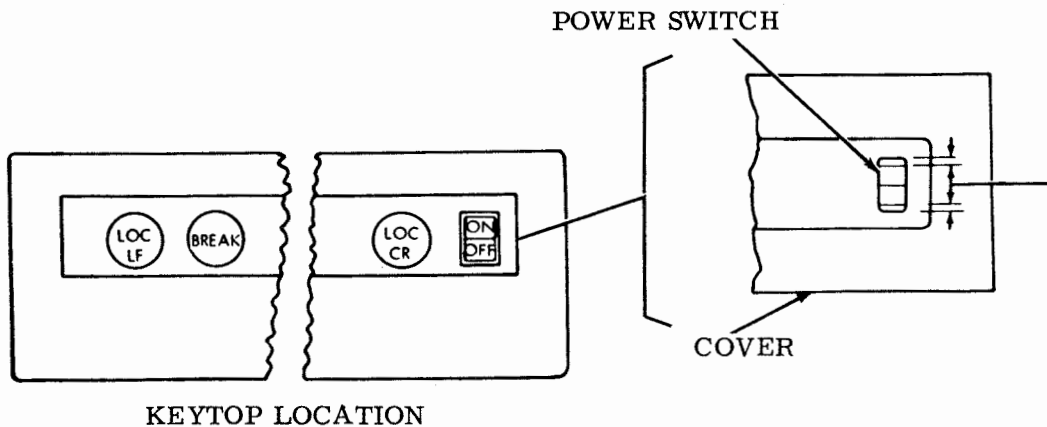 POWER SWITCH
LOC
LF
BREAK
LOC
CR
ON
OFF
COVER
KEYTOP LOCATION